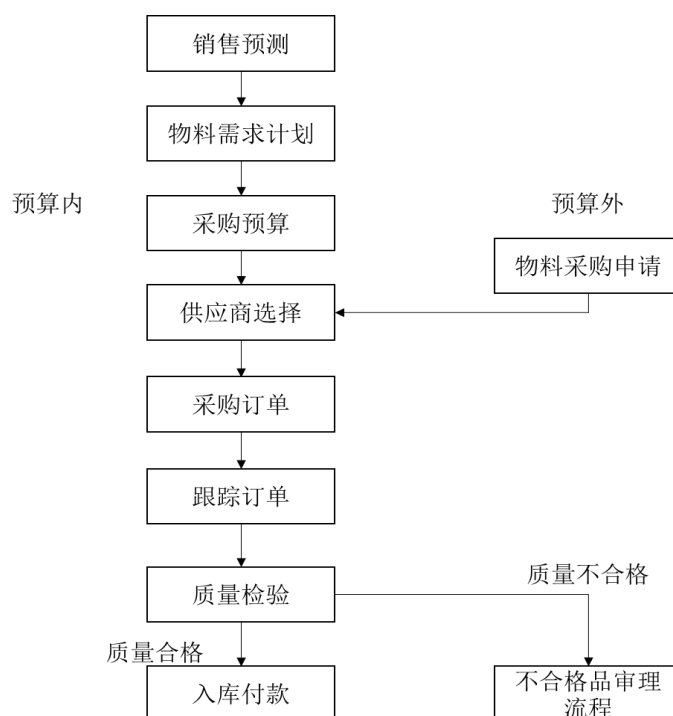 销售预测
物料需求计划
预算内
预算外
采购预算
物料采购申请
供应商选择
采购订单
跟踪订单
质量不合格
质量检验
质量合格
入库付款
不合格品审理
流程